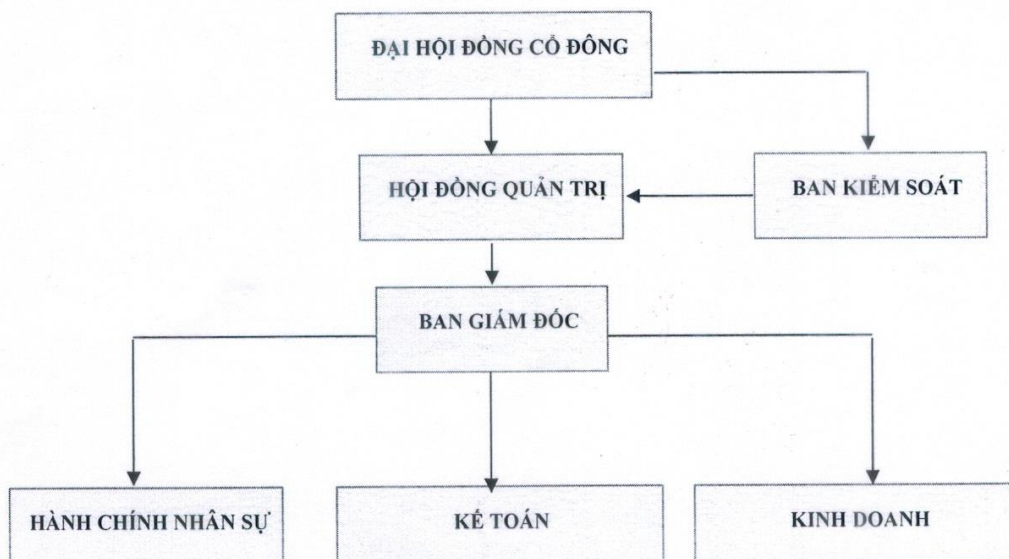 ĐẠI HỘI ĐỒNG CỔ ĐÔNG
HỘI ĐỒNG QUẢN TRỊ
BAN KIỂM SOÁT
BAN GIÁM ĐỐC
HÀNH CHÍNH NHÂN SỰ
KẾ TOÁN
KINH DOANH